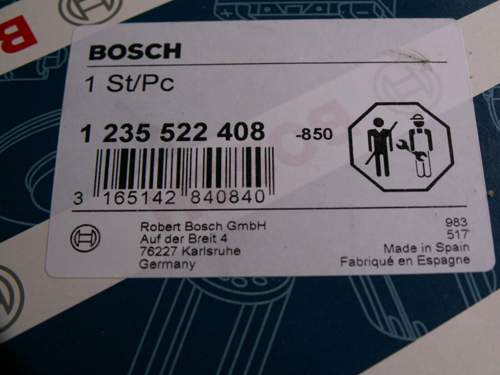 BOSCH
1 St/Pc
1 235 522 408 -850
3 165142 840840
Robert Bosch GmbH
Auf der Breit 4
76227 Karlsruhe
Germany
983
517
Made in Spain
Fabriqué en Espagne